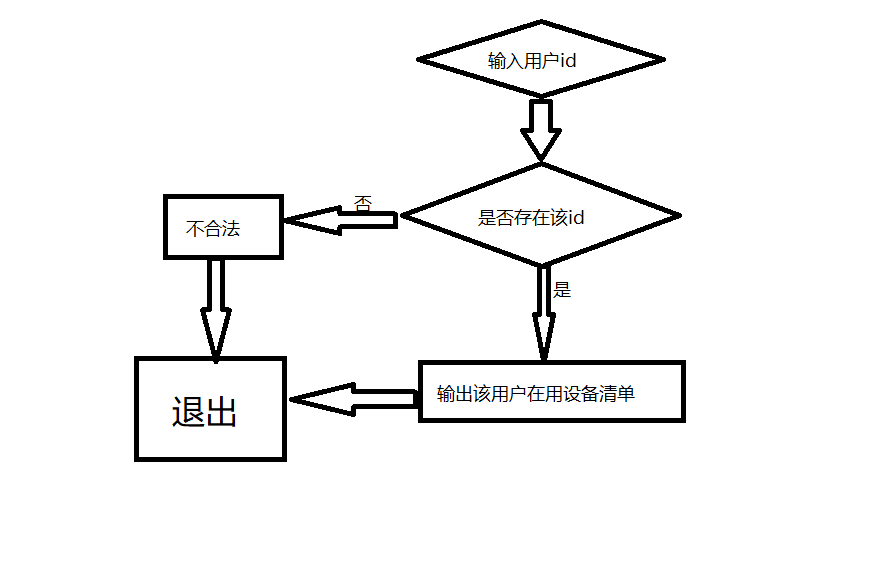 输入用户id
是否存在该id
否
不合法
是
输出该用户在用设备清单
退出